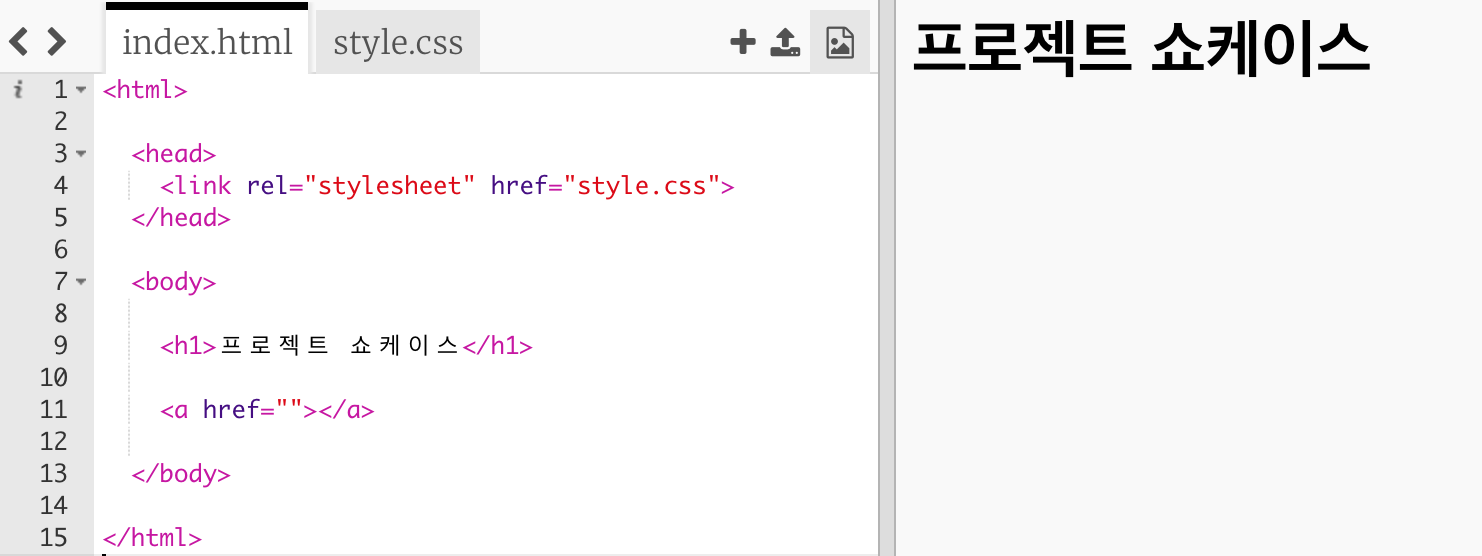 index.html style.css
1 <html>
2
3 <head>
4 <link rel="stylesheet" href="style.css">
5 </head>
6
7 <body>
8
9 <h1>프로젝트 쇼케이스</h1>
10
11 <a href=""></a>
12
13 </body>
14
15 </html>
프로젝트 쇼케이스